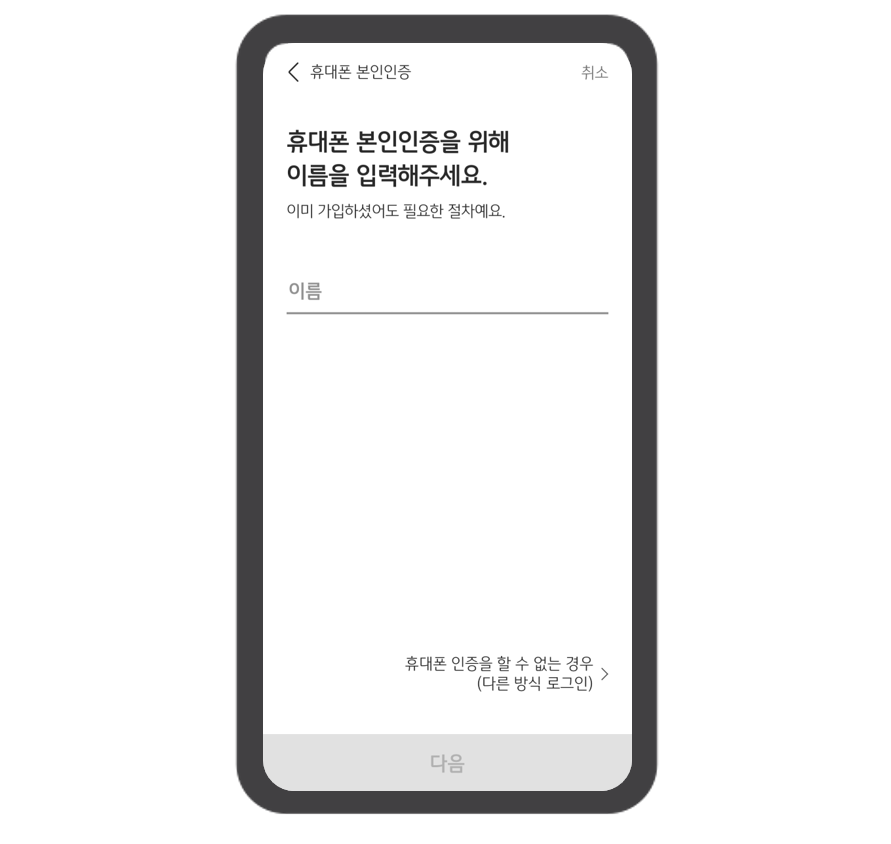 휴대폰 본인인증
취소
휴대폰 본인인증을 위해
이름을 입력해주세요.
이미 가입하셨어도 필요한 절차예요.
이름
휴대폰 인증을 할 수 없는 경우
(다른 방식 로그인)
다음